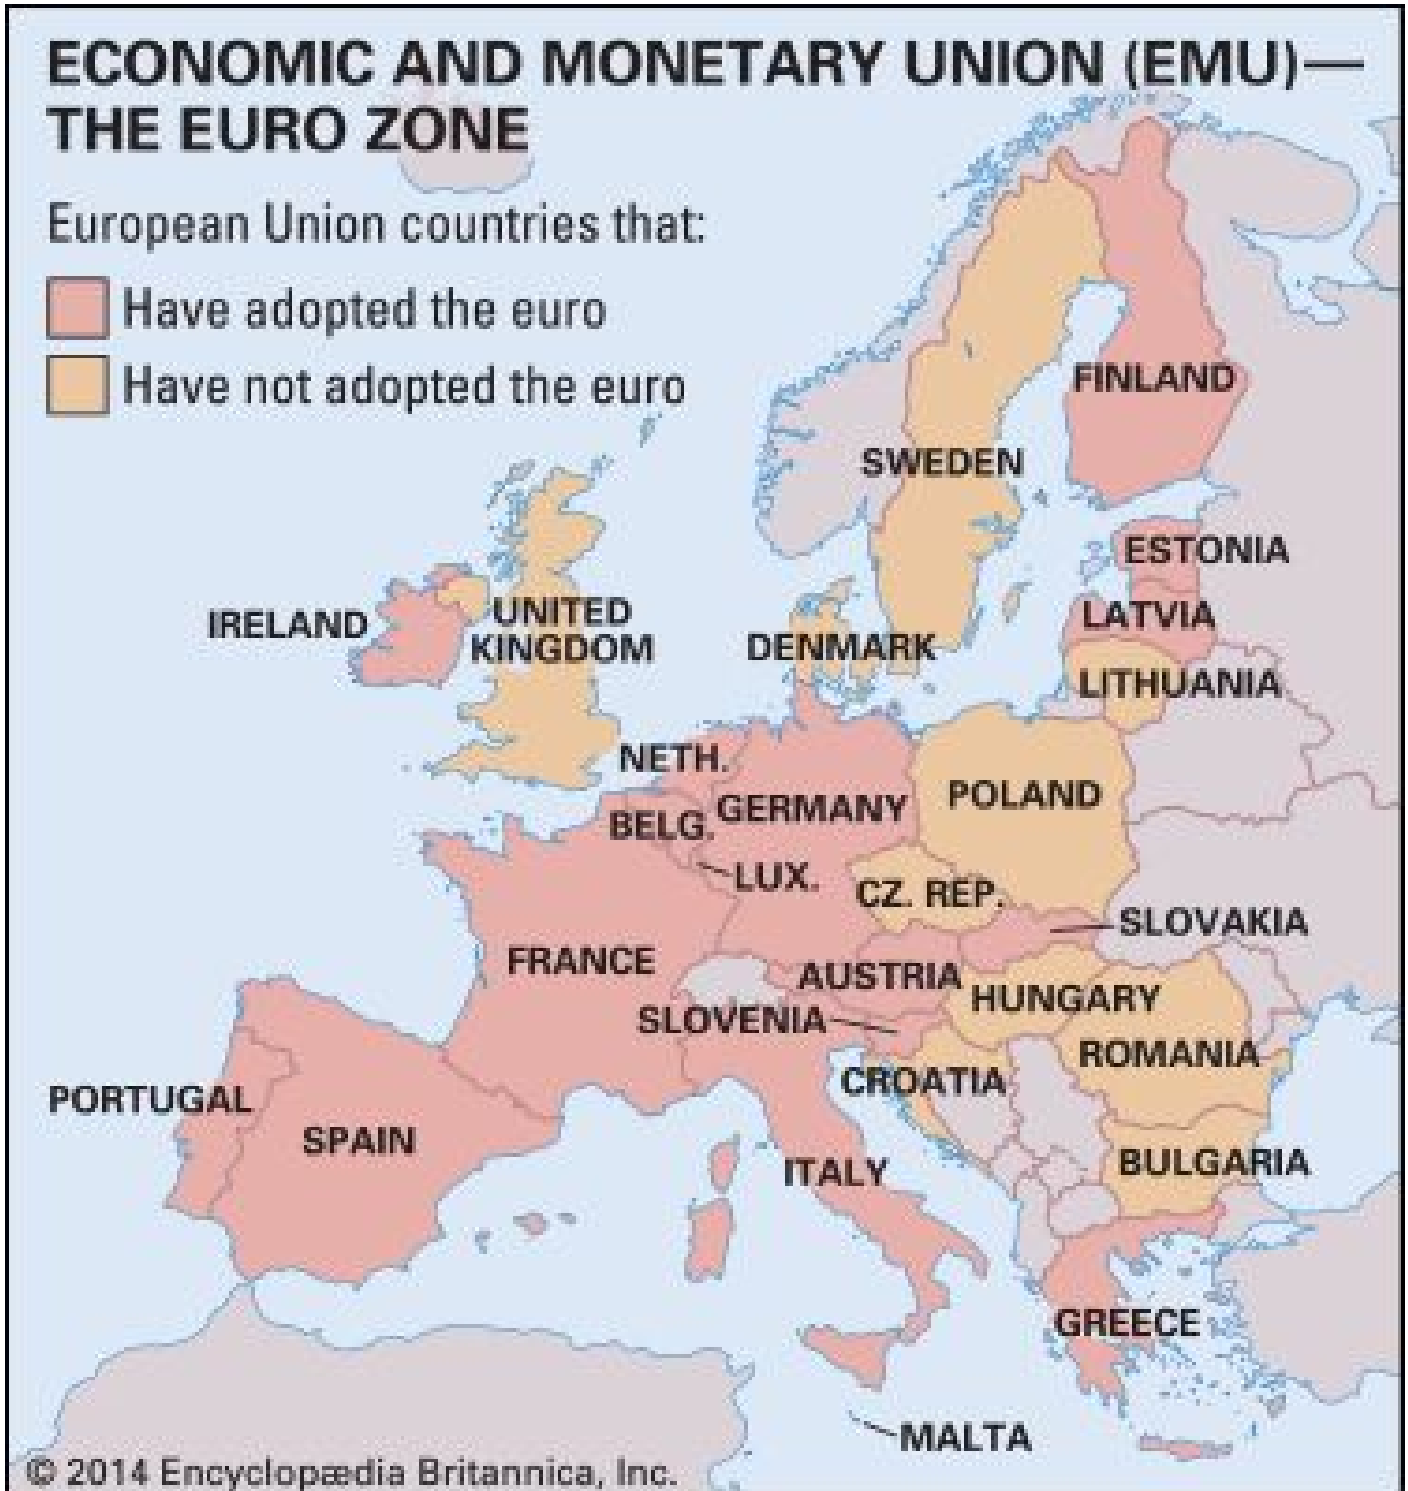 ECONOMIC AND MONETARY UNION (EMU)—
THE EURO ZONE
European Union countries that:
Have adopted the euro
Have not adopted the euro
FINLAND
SWEDEN
ESTONIA
IRELAND
UNITED
KINGDOM
DENMARK
LATVIA
LITHUANIA
NETH.
BELG.
GERMANY
POLAND
LUX.
CZ. REP.
SLOVAKIA
FRANCE
AUSTRIA
HUNGARY
SLOVENIA
ROMANIA
CROATIA
PORTUGAL
SPAIN
ITALY
BULGARIA
GREECE
MALTA
© 2014 Encyclopædia Britannica, Inc.